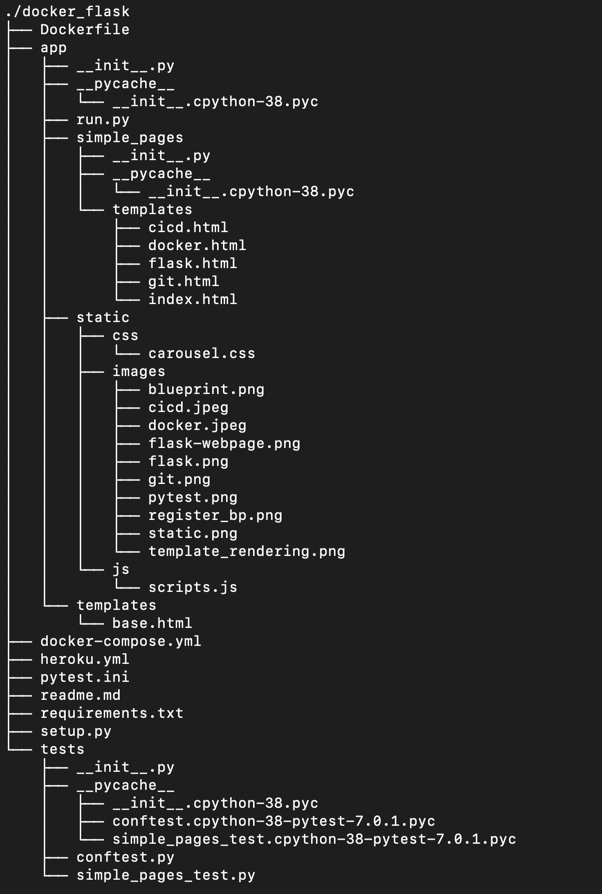 ./docker_flask
├── Dockerfile
├── app
│   ├── __init__.py
│   ├── __pycache__
│   │   └── __init__.cpython-38.pyc
│   ├── run.py
│   ├── simple_pages
│   │   ├── __init__.py
│   │   ├── __pycache__
│   │   │   └── __init__.cpython-38.pyc
│   │   └── templates
│   │       ├── cicd.html
│   │       ├── docker.html
│   │       ├── flask.html
│   │       ├── git.html
│   │       └── index.html
│   ├── static
│   │   ├── css
│   │   │   └── carousel.css
│   │   ├── images
│   │   │   ├── blueprint.png
│   │   │   ├── cicd.jpeg
│   │   │   ├── docker.jpeg
│   │   │   ├── flask-webpage.png
│   │   │   ├── flask.png
│   │   │   ├── git.png
│   │   │   ├── pytest.png
│   │   │   ├── register_bp.png
│   │   │   ├── static.png
│   │   │   └── template_rendering.png
│   │   └── js
│   │       └── scripts.js
│   └── templates
│       └── base.html
├── docker-compose.yml
├── heroku.yml
├── pytest.ini
├── readme.md
├── requirements.txt
├── setup.py
└── tests
    ├── __init__.py
    ├── __pycache__
    │   ├── __init__.cpython-38.pyc
    │   ├── conftest.cpython-38-pytest-7.0.1.pyc
    │   └── simple_pages_test.cpython-38-pytest-7.0.1.pyc
    ├── conftest.py
    └── simple_pages_test.py